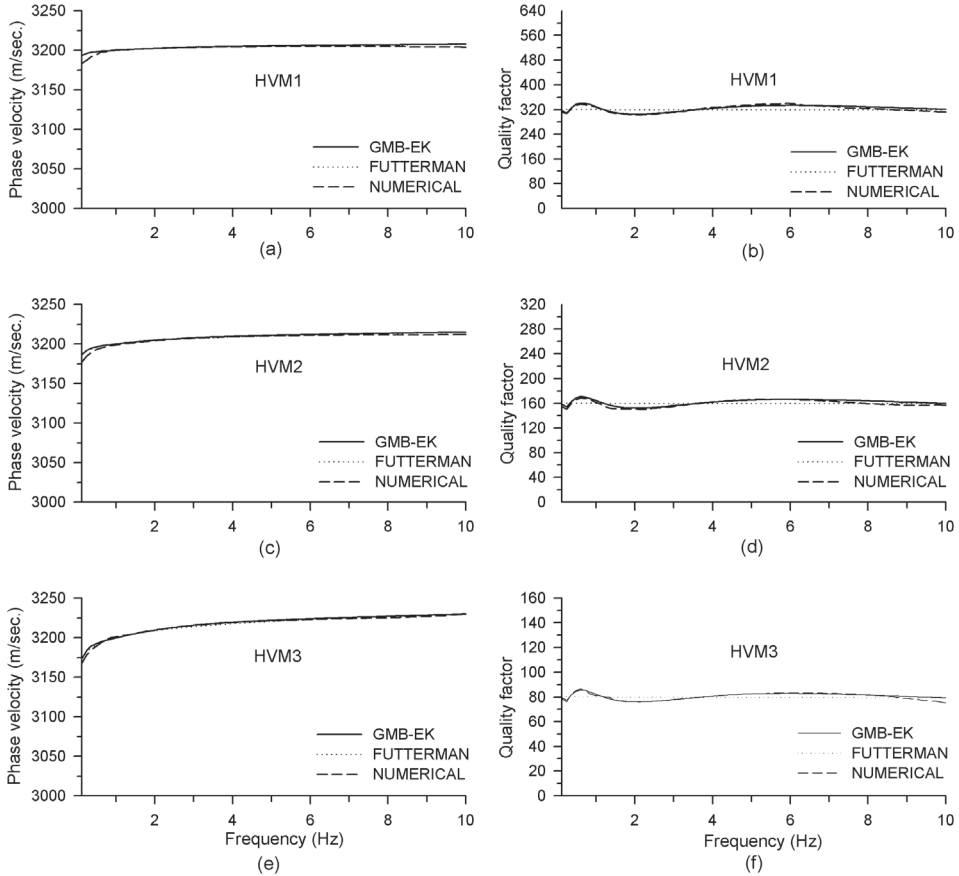 Phase velocity (m/sec.)
3250
3200
3150
3100
3050
3000
HVM1
GMB-EK
FUTTERMAN
NUMERICAL
2
4
6
8
10
(a)
Quality factor
640
560
480
400
320
240
160
80
0
HVM1
GMB-EK
FUTTERMAN
NUMERICAL
2
4
6
8
10
(b)
Phase velocity (m/sec.)
3250
3200
3150
3100
3050
3000
HVM2
GMB-EK
FUTTERMAN
NUMERICAL
2
4
6
8
10
(c)
Quality factor
320
280
240
200
160
120
80
40
0
HVM2
GMB-EK
FUTTERMAN
NUMERICAL
2
4
6
8
10
(d)
Phase velocity (m/sec.)
3250
3200
3150
3100
3050
3000
HVM3
GMB-EK
FUTTERMAN
NUMERICAL
2
4
6
8
10
Frequency (Hz)
(e)
Quality factor
160
140
120
100
80
60
40
20
0
HVM3
GMB-EK
FUTTERMAN
NUMERICAL
2
4
6
8
10
Frequency (Hz)
(f)